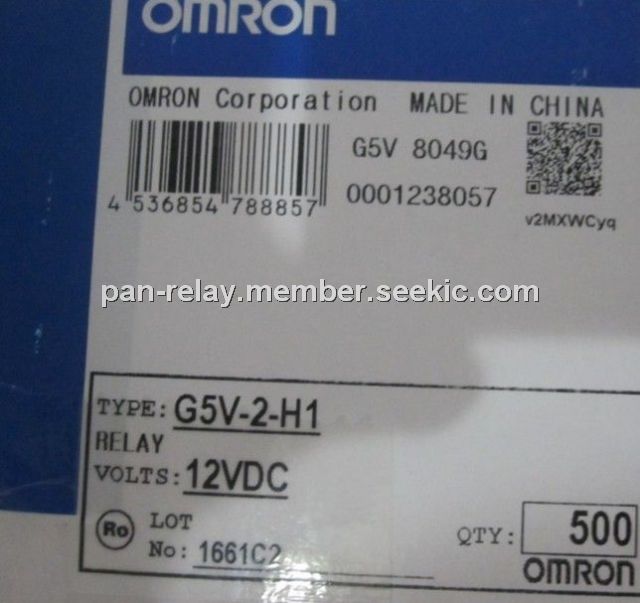 OMRON
OMRON Corporation MADE IN CHINA
G5V 8049G
4 536854 788857
0001238057
v2MXWCyq
pan-relay.member.seekic.com
TYPE: G5V-2-H1
RELAY
VOLTS: 12VDC
Ro LOT
No: 1661C2
QTY: 500
OMRON